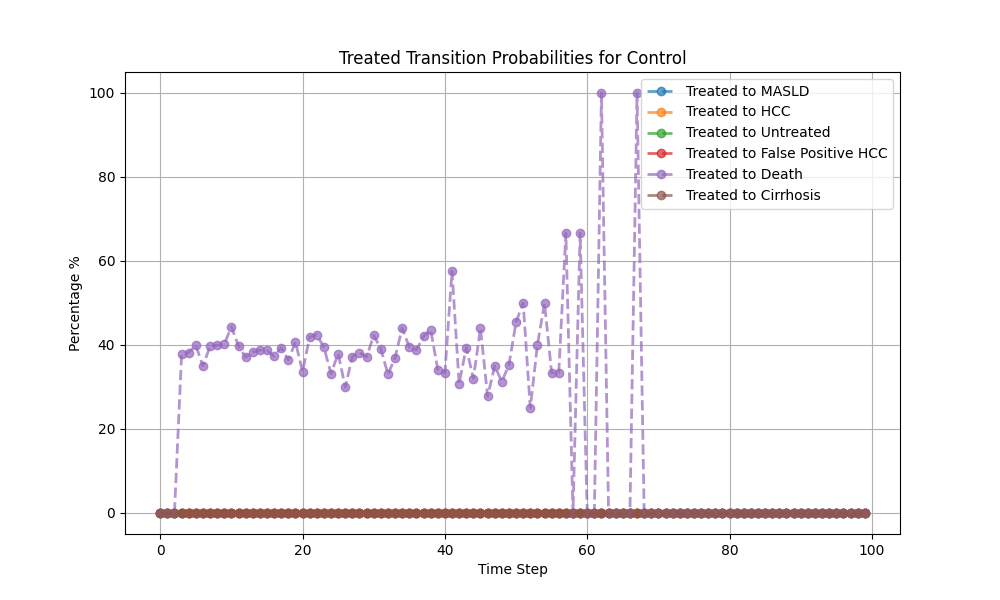 Treated Transition Probabilities for Control
100
80
60
40
20
0
Percentage %
Treated to MASLD
Treated to HCC
Treated to Untreated
Treated to False Positive HCC
Treated to Death
Treated to Cirrhosis
0 20 40 60 80 100
Time Step